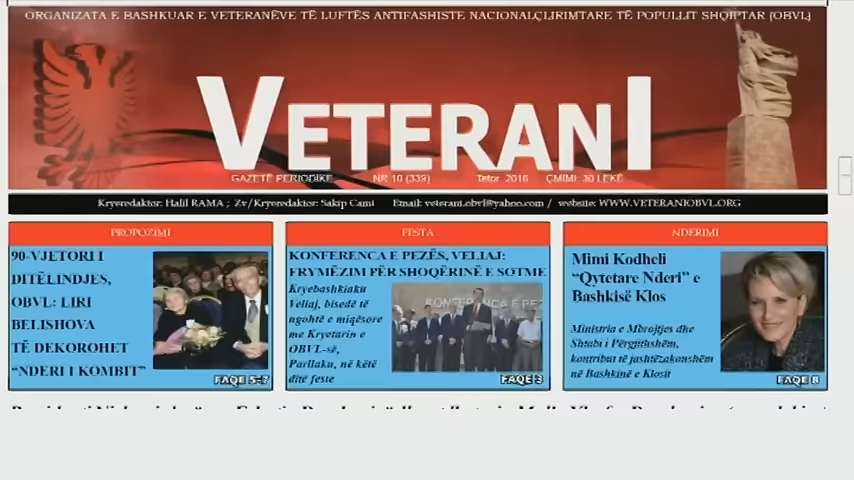 ORGANIZATA E BASHKUAR E VETERANËVE TË LUFTËS ANTIFASHISTE NACIONALÇLIRIMTARE TË POPULLIT SHQIPTAR (OBVL)
VETERANI
GAZETË PERIODIKE NR 10 (339) Tetor 2016 ÇMIMI: 30 LEKË
Kryeredaktor: Halil RAMA ; Zv/Kryeredaktor: Sakip Cami Email: veterani.obvl@yahoo.com / website: WWW.VETERANIOBVL.ORG
PROPOZIMI
90-VJETORI I
DITËLINDJES,
OBVL: LIRI
BELISHOVA
TË DEKOROHET
“NDERI I KOMBIT”
FAQE 5-7
FESTA
KONFERENCA E PEZËS, VELIAJ:
FRYMËZIM PËR SHOQËRINË E SOTME
Kryebashkiaku
Veliaj, bisedë të
ngohtë e miqësore
me Kryetarin e
OBVL-së,
Parllaku, në këtë
ditë feste
KONFERENCA E PEZ
FAQE 3
NDERIMI
Mimi Kodheli
“Qytetare Nderi” e
Bashkisë Klos
Ministria e Mbrojtjes dhe
Shtabi i Përgjithshëm,
kontribut të jashtëzakonshëm
në Bashkinë e Klosit
FAQE 8